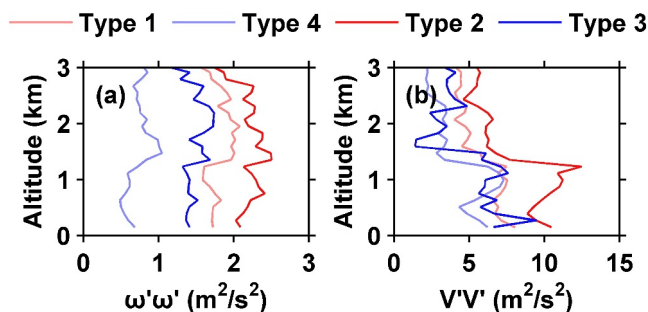 Type 1 Type 4 Type 2 Type 3
(a)
Altitude (km)
3
2
1
0
0 1 2 3
ω'ω' (m²/s²)
(b)
Altitude (km)
3
2
1
0
0 5 10 15
V'V' (m²/s²)